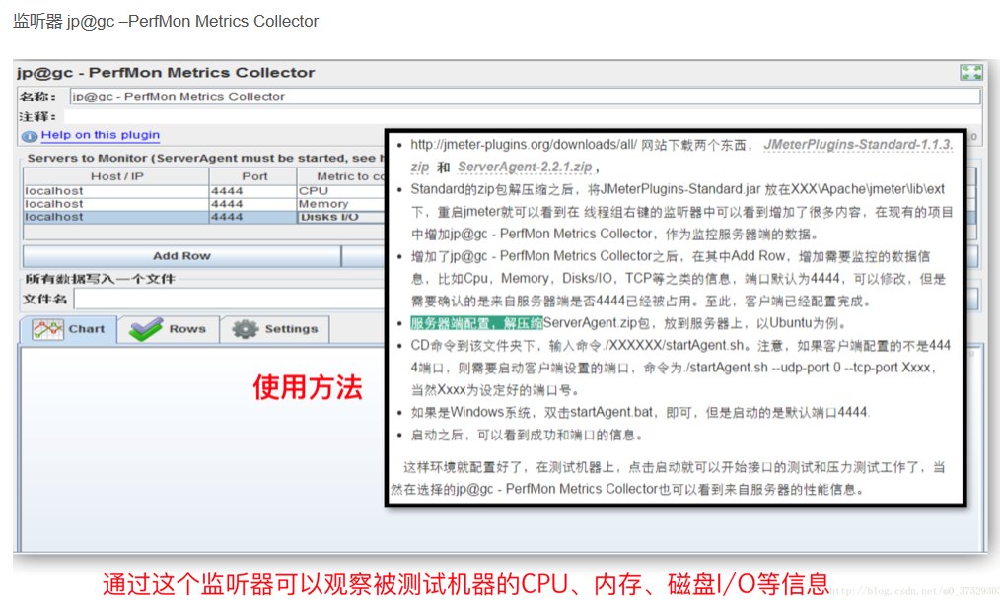 监听器 jp@gc –PerfMon Metrics Collector
jp@gc - PerfMon Metrics Collector
名称： jp@gc - PerfMon Metrics Collector
注释：
Help on this plugin
Servers to Monitor (ServerAgent must be started, see h
Host / IP Port Metric to co
localhost 4444 CPU
localhost 4444 Memory
localhost 4444 Disks I/O
Add Row
所有数据写入一个文件
文件名
Chart Rows Settings
使用方法
• http://jmeter-plugins.org/downloads/all/ 网站下载两个东西， JMeterPlugins-Standard-1.1.3.
zip 和 ServerAgent-2.2.1.zip，
• Standard的zip包解压缩之后，将JMeterPlugins-Standard.jar 放在XXX\Apache\jmeter\lib\ext
下，重启jmeter就可以看到在 线程组右键的监听器中可以看到增加了很多内容，在现有的项目
中增加jp@gc - PerfMon Metrics Collector，作为监控服务器端的数据。
• 增加了jp@gc - PerfMon Metrics Collector之后，在其中Add Row，增加需要监控的数据信
息，比如Cpu，Memory，Disks/IO，TCP等之类的信息，端口默认为4444，可以修改，但是
需要确认的是来自服务器端是否4444已经被占用。至此，客户端已经配置完成。
• 服务器端配置，解压缩ServerAgent.zip包，放到服务器上，以Ubuntu为例。
• CD命令到该文件夹下，输入命令./XXXXXX/startAgent.sh。注意，如果客户端配置的不是444
4端口，则需要启动客户端设置的端口，命令为./startAgent.sh --udp-port 0 --tcp-port Xxxx，
当然Xxxx为设定好的端口号。
• 如果是Windows系统，双击startAgent.bat，即可，但是启动的是默认端口4444.
• 启动之后，可以看到成功和端口的信息。
这样环境就配置好了，在测试机器上，点击启动就可以开始接口的测试和压力测试工作了，当
然在选择的jp@gc - PerfMon Metrics Collector也可以看到来自服务器的性能信息。
通过这个监听器可以观察被测试机器的CPU、内存、磁盘I/O等信息
http://blog.csdn.net/m0_3752930